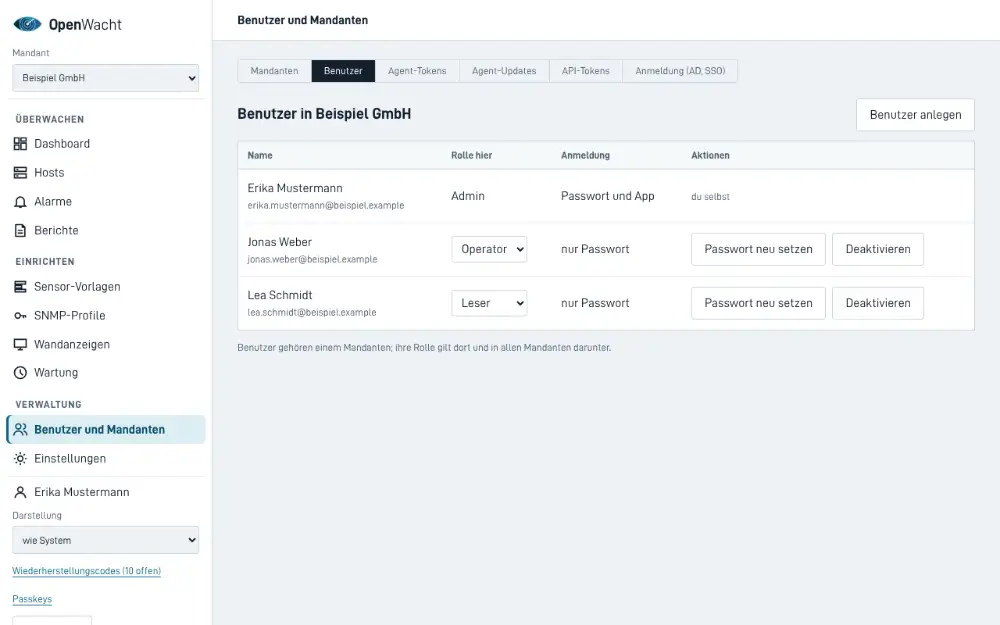 OpenWacht
Mandant
Beispiel GmbH
ÜBERWACHEN
Dashboard
Hosts
Alarme
Berichte
EINRICHTEN
Sensor-Vorlagen
SNMP-Profile
Wandanzeigen
Wartung
VERWALTUNG
Benutzer und Mandanten
Einstellungen
Erika Mustermann
Darstellung
wie System
Wiederherstellungscodes (10 offen)
Passkeys
Benutzer und Mandanten
Mandanten Benutzer Agent-Tokens Agent-Updates API-Tokens Anmeldung (AD, SSO)
Benutzer in Beispiel GmbH
Benutzer anlegen
Name Rolle hier Anmeldung Aktionen
Erika Mustermann
erika.mustermann@beispiel.example
Admin Passwort und App du selbst
Jonas Weber
jonas.weber@beispiel.example
Operator nur Passwort Passwort neu setzen Deaktivieren
Lea Schmidt
lea.schmidt@beispiel.example
Leser nur Passwort Passwort neu setzen Deaktivieren
Benutzer gehören einem Mandanten; ihre Rolle gilt dort und in allen Mandanten darunter.